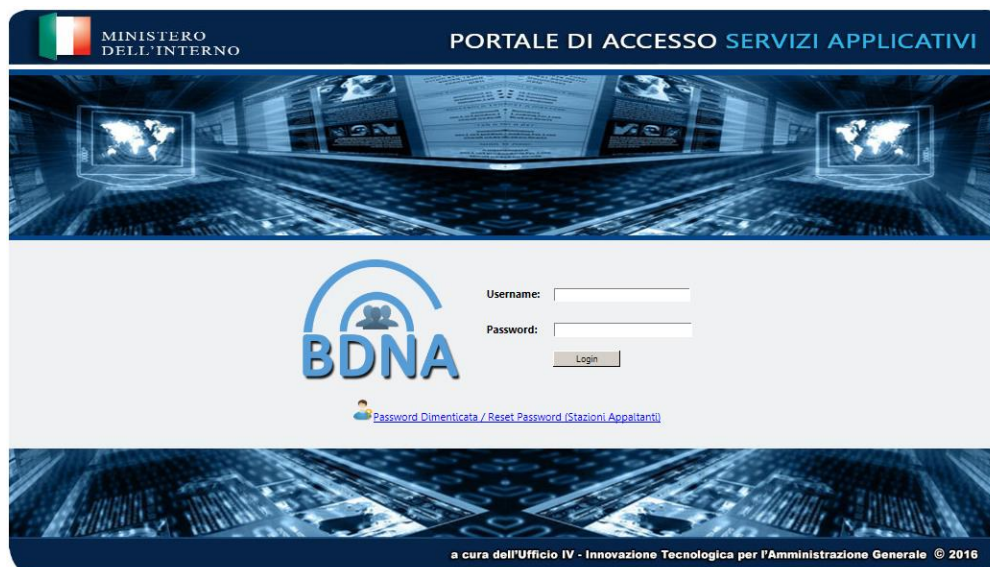 MINISTERO
DELL'INTERNO
PORTALE DI ACCESSO SERVIZI APPLICATIVI
Username:
Password:
BDNA
Login
Password Dimenticata / Reset Password (Stazioni Appaltanti)
a cura dell'Ufficio IV - Innovazione Tecnologica per l'Amministrazione Generale © 2016